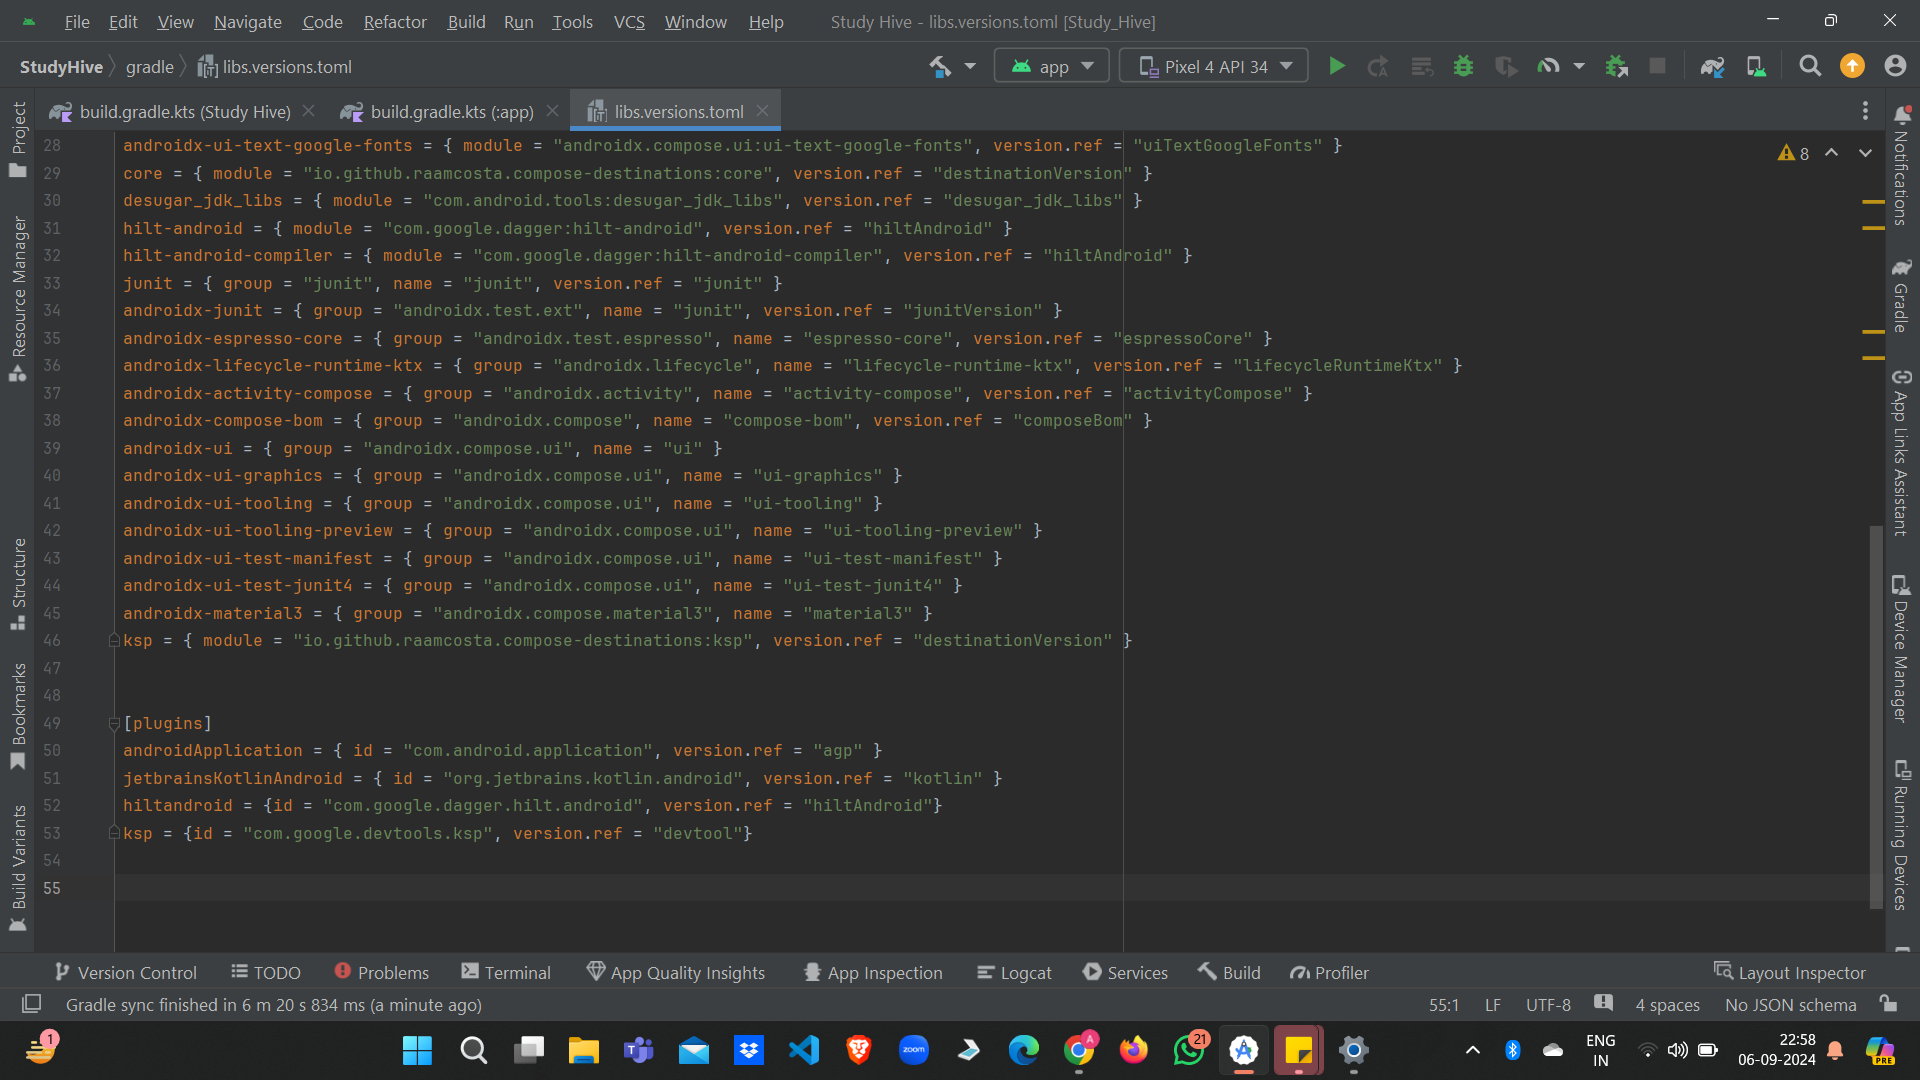 File Edit View Navigate Code Refactor Build Run Tools VCS Window Help Study Hive - libs.versions.toml [Study_Hive]
StudyHive gradle libs.versions.toml app Pixel 4 API 34
build.gradle.kts (Study Hive) build.gradle.kts (:app) libs.versions.toml
8
28 androidx-ui-text-google-fonts = { module = "androidx.compose.ui:ui-text-google-fonts", version.ref = "uiTextGoogleFonts" }
29 core = { module = "io.github.raamcosta.compose-destinations:core", version.ref = "destinationVersion" }
30 desugar_jdk_libs = { module = "com.android.tools:desugar_jdk_libs", version.ref = "desugar_jdk_libs" }
31 hilt-android = { module = "com.google.dagger:hilt-android", version.ref = "hiltAndroid" }
32 hilt-android-compiler = { module = "com.google.dagger:hilt-android-compiler", version.ref = "hiltAndroid" }
33 junit = { group = "junit", name = "junit", version.ref = "junit" }
34 androidx-junit = { group = "androidx.test.ext", name = "junit", version.ref = "junitVersion" }
35 androidx-espresso-core = { group = "androidx.test.espresso", name = "espresso-core", version.ref = "espressoCore" }
36 androidx-lifecycle-runtime-ktx = { group = "androidx.lifecycle", name = "lifecycle-runtime-ktx", version.ref = "lifecycleRuntimeKtx" }
37 androidx-activity-compose = { group = "androidx.activity", name = "activity-compose", version.ref = "activityCompose" }
38 androidx-compose-bom = { group = "androidx.compose", name = "compose-bom", version.ref = "composeBom" }
39 androidx-ui = { group = "androidx.compose.ui", name = "ui" }
40 androidx-ui-graphics = { group = "androidx.compose.ui", name = "ui-graphics" }
41 androidx-ui-tooling = { group = "androidx.compose.ui", name = "ui-tooling" }
42 androidx-ui-tooling-preview = { group = "androidx.compose.ui", name = "ui-tooling-preview" }
43 androidx-ui-test-manifest = { group = "androidx.compose.ui", name = "ui-test-manifest" }
44 androidx-ui-test-junit4 = { group = "androidx.compose.ui", name = "ui-test-junit4" }
45 androidx-material3 = { group = "androidx.compose.material3", name = "material3" }
46 ksp = { module = "io.github.raamcosta.compose-destinations:ksp", version.ref = "destinationVersion" }
47
48
49 [plugins]
50 androidApplication = { id = "com.android.application", version.ref = "agp" }
51 jetbrainsKotlinAndroid = { id = "org.jetbrains.kotlin.android", version.ref = "kotlin" }
52 hiltandroid = {id = "com.google.dagger.hilt.android", version.ref = "hiltAndroid"}
53 ksp = {id = "com.google.devtools.ksp", version.ref = "devtool"}
54
55
Project
Resource Manager
Structure
Bookmarks
Build Variants
Notifications
Gradle
App Links Assistant
Device Manager
Running Devices
Version Control TODO Problems Terminal App Quality Insights App Inspection Logcat Services Build Profiler Layout Inspector
Gradle sync finished in 6 m 20 s 834 ms (a minute ago) 55:1 LF UTF-8 4 spaces No JSON schema
1 zoom A 21 ENG 22:58
IN 06-09-2024 PRE